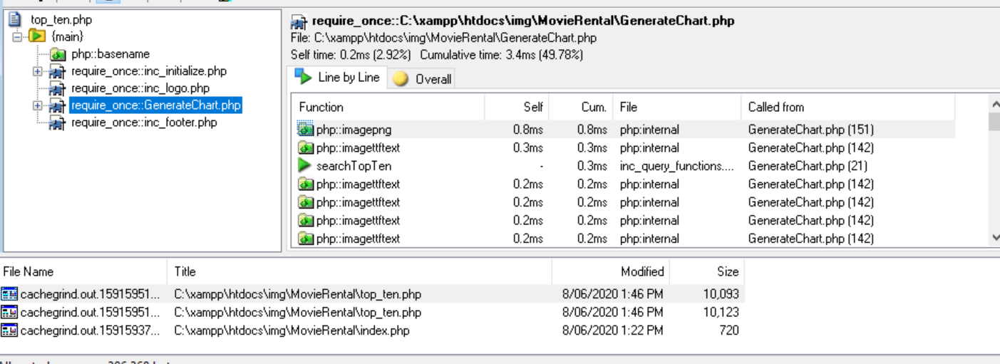 top_ten.php
{main}
php::basename
require_once::inc_initialize.php
require_once::inc_logo.php
require_once::GenerateChart.php
require_once::inc_footer.php
require_once::C:\xampp\htdocs\img\MovieRental\GenerateChart.php
File: C:\xampp\htdocs\img\MovieRental\GenerateChart.php
Self time: 0.2ms (2.92%) Cumulative time: 3.4ms (49.78%)
Line by Line Overall
Function Self Cum. File Called from
php::imagepng 0.8ms 0.8ms php:internal GenerateChart.php (151)
php::imagettftext 0.3ms 0.3ms php:internal GenerateChart.php (142)
searchTopTen - 0.3ms inc_query_functions.... GenerateChart.php (21)
php::imagettftext 0.2ms 0.2ms php:internal GenerateChart.php (142)
php::imagettftext 0.2ms 0.2ms php:internal GenerateChart.php (142)
php::imagettftext 0.2ms 0.2ms php:internal GenerateChart.php (142)
php::imagettftext 0.2ms 0.2ms php:internal GenerateChart.php (142)
File Name Title Modified Size
cachegrind.out.15915951... C:\xampp\htdocs\img\MovieRental\top_ten.php 8/06/2020 1:46 PM 10,093
cachegrind.out.15915951... C:\xampp\htdocs\img\MovieRental\top_ten.php 8/06/2020 1:46 PM 10,123
cachegrind.out.15915937... C:\xampp\htdocs\img\MovieRental\index.php 8/06/2020 1:22 PM 720